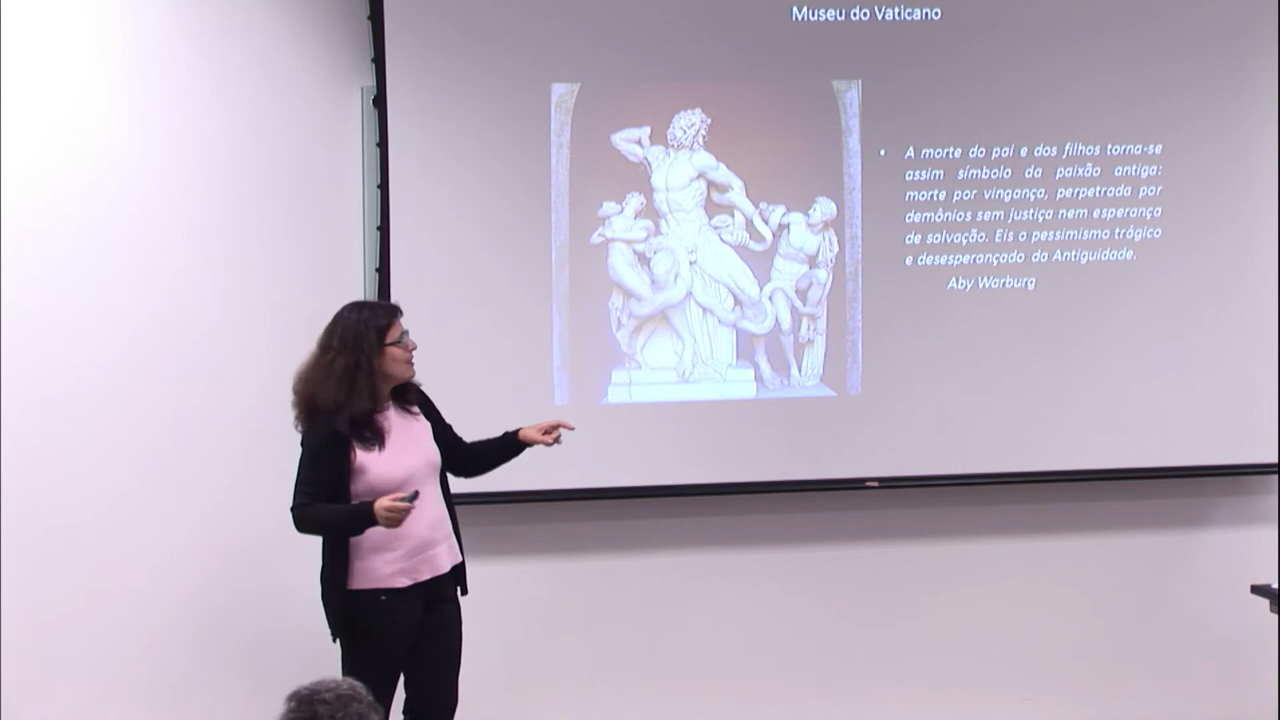 Museu do Vaticano
• A morte do pai e dos filhos torna-se
assim símbolo da paixão antiga:
morte por vingança, perpetrada por
demônios sem justiça nem esperança
de salvação. Eis o pessimismo trágico
e desesperançado da Antiguidade.
Aby Warburg